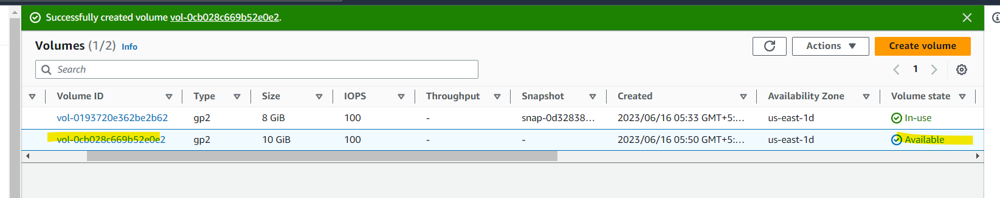 Successfully created volume vol-0cb028c669b52e0e2.
Volumes (1/2) Info
Actions
Create volume
Search
1
Volume ID Type Size IOPS Throughput Snapshot Created Availability Zone Volume state
vol-0193720e362be2b62 gp2 8 GiB 100 - snap-0d32838... 2023/06/16 05:33 GMT+5:... us-east-1d In-use
vol-0cb028c669b52e0e2 gp2 10 GiB 100 - - 2023/06/16 05:50 GMT+5:... us-east-1d Available